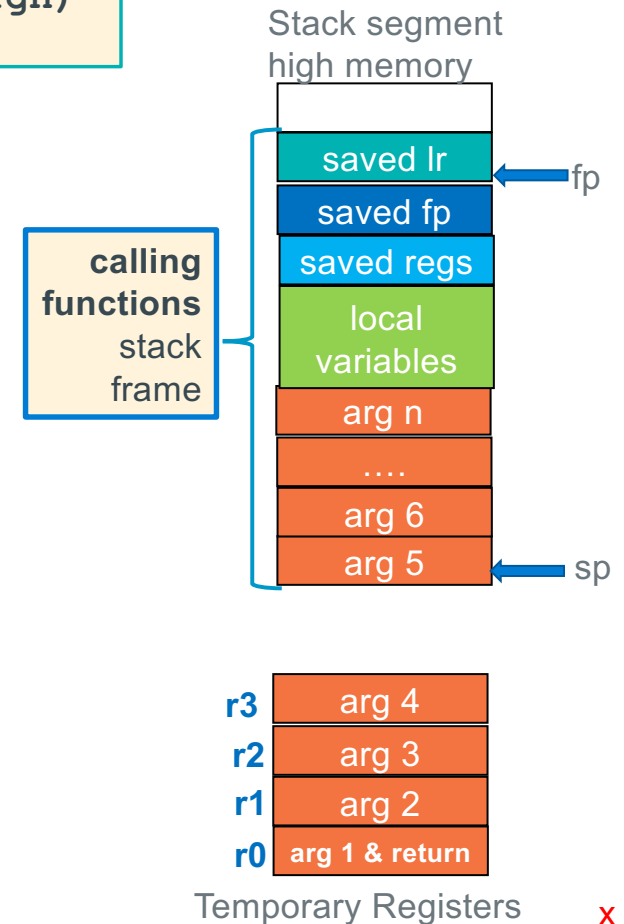 Stack segment
high memory
saved lr
fp
saved fp
calling
functions
stack
frame
saved regs
local
variables
arg n
....
arg 6
arg 5
sp
r3 arg 4
r2 arg 3
r1 arg 2
r0 arg 1 & return
Temporary Registers
x